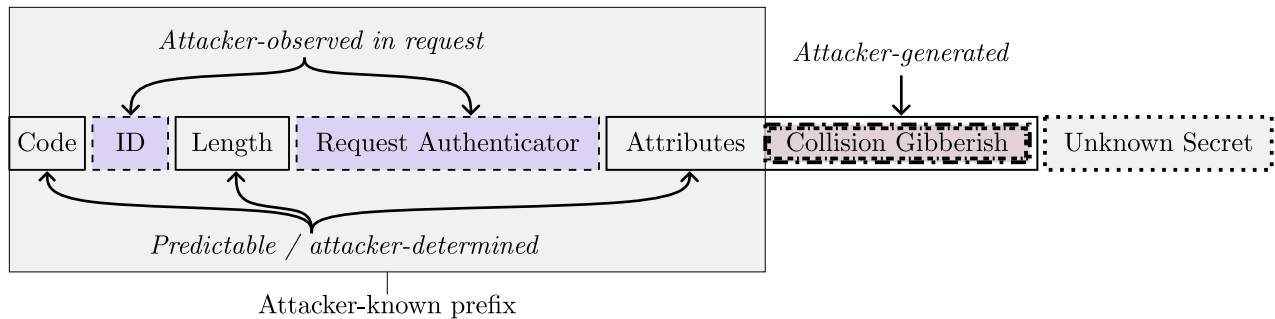 Attacker-observed in request
Attacker-generated
Code ID Length Request Authenticator Attributes Collision Gibberish Unknown Secret
Predictable / attacker-determined
Attacker-known prefix